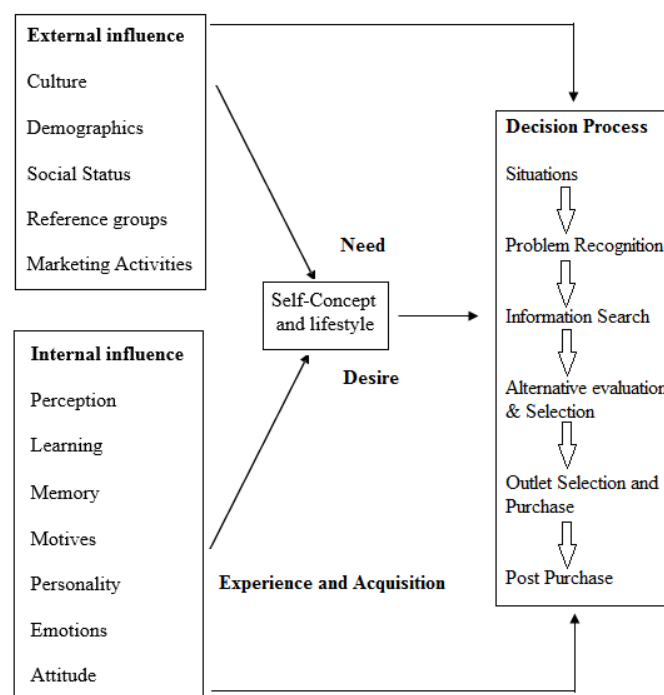 External influence
Culture
Demographics
Social Status
Reference groups
Marketing Activities
Internal influence
Perception
Learning
Memory
Motives
Personality
Emotions
Attitude
Need
Self-Concept
and lifestyle
Desire
Experience and Acquisition
Decision Process
Situations
Problem Recognition
Information Search
Alternative evaluation
& Selection
Outlet Selection and
Purchase
Post Purchase